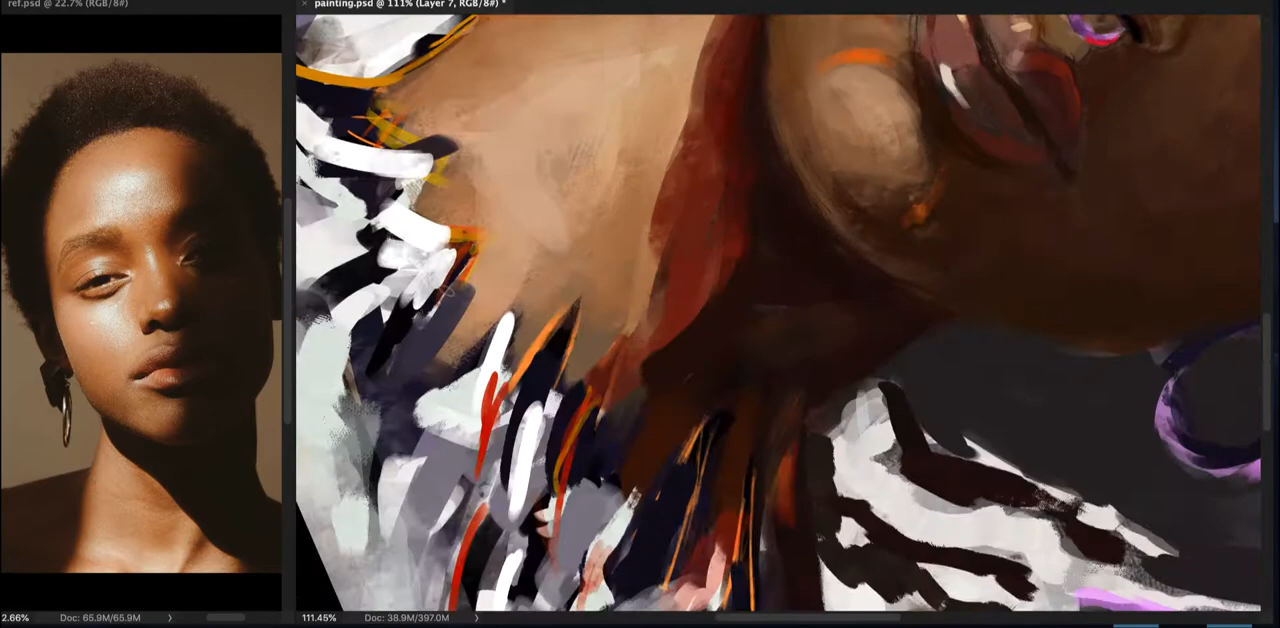 ref.psd @ 22.7% (RGB/8#)
× painting.psd @ 111% (Layer 7, RGB/8#) *
2.66% Doc: 65.9M/65.9M >
111.45% Doc: 38.9M/397.0M >